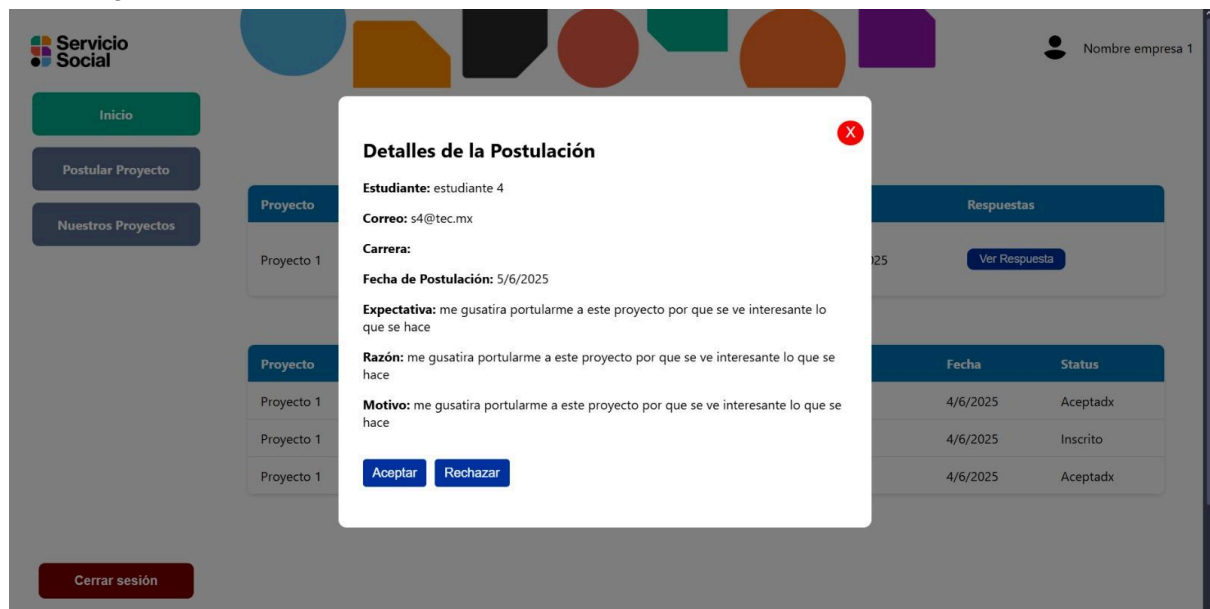 Servicio
Social
Nombre empresa 1
Inicio
Postular Proyecto
Nuestros Proyectos
Cerrar sesión
X
Detalles de la Postulación
Estudiante: estudiante 4
Correo: s4@tec.mx
Carrera:
Fecha de Postulación: 5/6/2025
Expectativa: me gusatira portularme a este proyecto por que se ve interesante lo
que se hace
Razón: me gusatira portularme a este proyecto por que se ve interesante lo que se
hace
Motivo: me gusatira portularme a este proyecto por que se ve interesante lo que se
hace
Aceptar Rechazar
Proyecto Respuestas
Proyecto 1 025 Ver Respuesta
Proyecto Fecha Status
Proyecto 1 4/6/2025 Aceptadx
Proyecto 1 4/6/2025 Inscrito
Proyecto 1 4/6/2025 Aceptadx